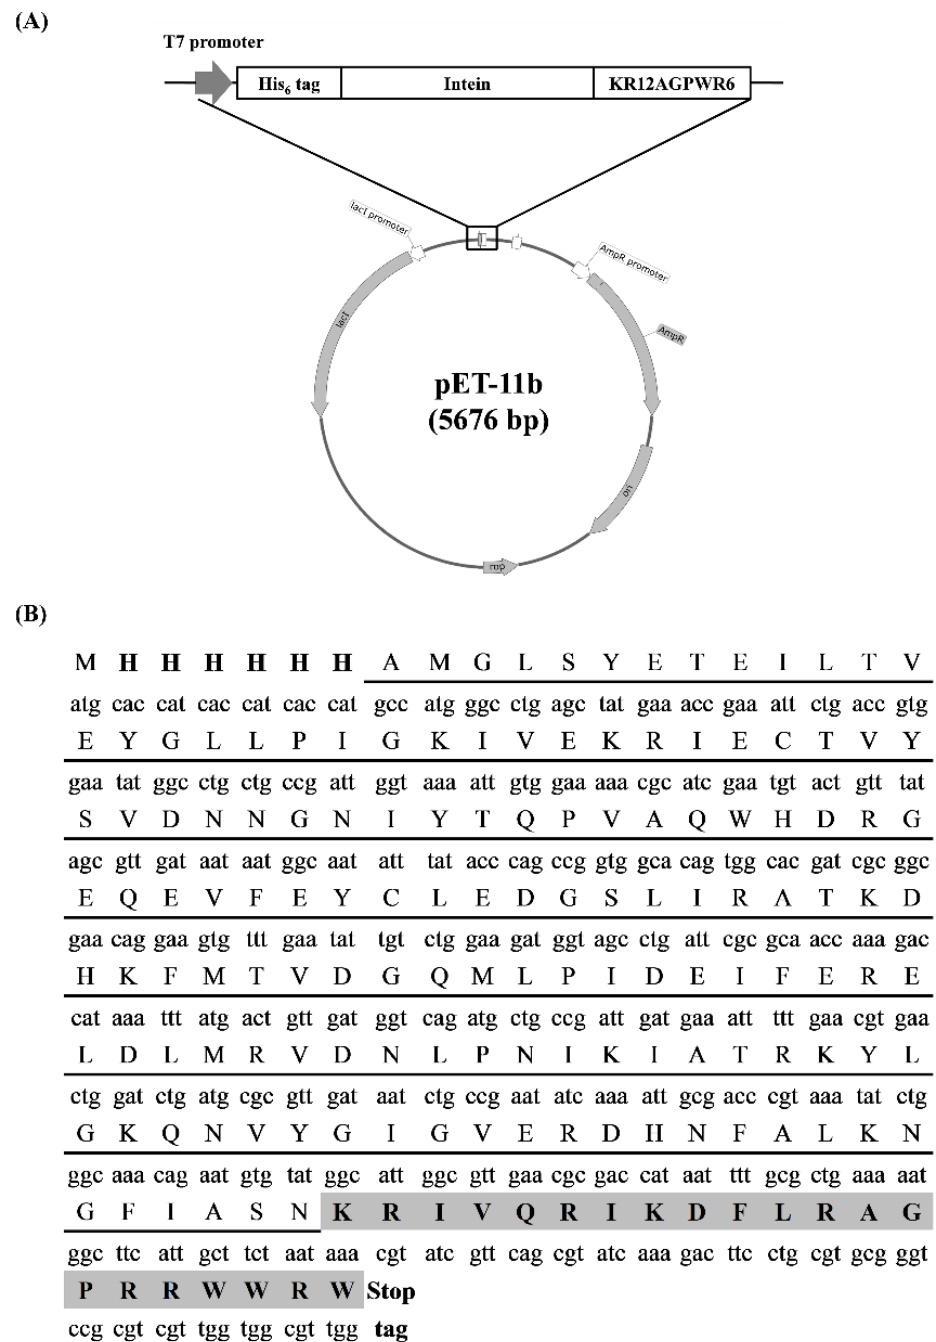 (A)
T7 promoter
His6 tag Intein KR12AGPWR6
lacI promoter
AmpR promoter
lacI
AmpR
pET-11b
(5676 bp)
ori
rop
(B)
M H H H H H H A M G L S Y E T E I L T V
atg cac cat cac cat cac cat gcc atg ggc ctg agc tat gaa acc gaa att ctg acc gtg
E Y G L L P I G K I V E K R I E C T V Y
gaa tat ggc ctg ctg ccg att ggt aaa att gtg gaa aaa cgc atc gaa tgt act gtt tat
S V D N N G N I Y T Q P V A Q W H D R G
agc gtt gat aat aat ggc aat att tat acc cag ccg gtg gca cag tgg cac gat cgc ggc
E Q E V F E Y C L E D G S L I R A T K D
gaa cag gaa gtg ttt gaa tat tgt ctg gaa gat ggt agc ctg att cgc gca acc aaa gac
H K F M T V D G Q M L P I D E I F E R E
cat aaa ttt atg act gtt gat ggt cag atg ctg ccg att gat gaa att ttt gaa cgt gaa
L D L M R V D N L P N I K I A T R K Y L
ctg gat ctg atg cgc gtt gat aat ctg ccg aat atc aaa att gcg acc cgt aaa tat ctg
G K Q N V Y G I G V E R D H N F A L K N
ggc aaa cag aat gtg tat ggc att ggc gtt gaa cgc gac cat aat ttt gcg ctg aaa aat
G F I A S N K R I V Q R I K D F L R A G
ggc ttc att gct tct aat aaa cgt atc gtt cag cgt atc aaa gac ttc ctg cgt gcg ggt
P R R W W R W Stop
ccg cgt cgt tgg tgg cgt tgg tag